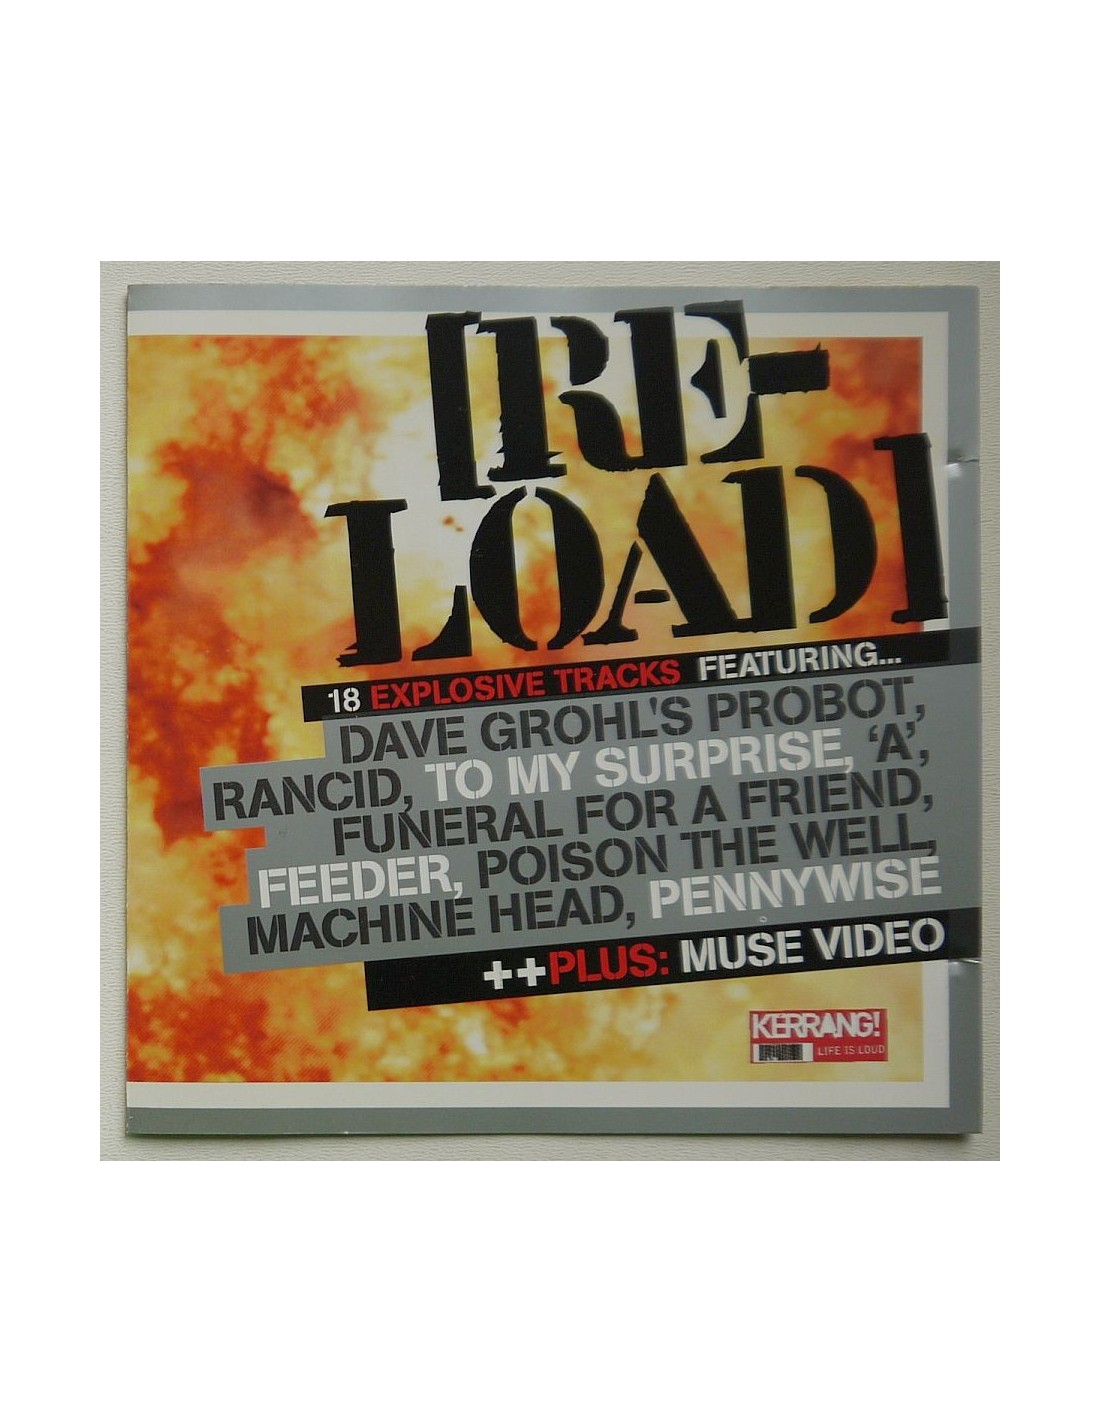 [RE-
LOAD]
18 EXPLOSIVE TRACKS FEATURING...
DAVE GROHL'S PROBOT,
RANCID, TO MY SURPRISE, 'A',
FUNERAL FOR A FRIEND,
FEEDER, POISON THE WELL,
MACHINE HEAD, PENNYWISE
++PLUS: MUSE VIDEO
KERRANG!
LIFE IS LOUD